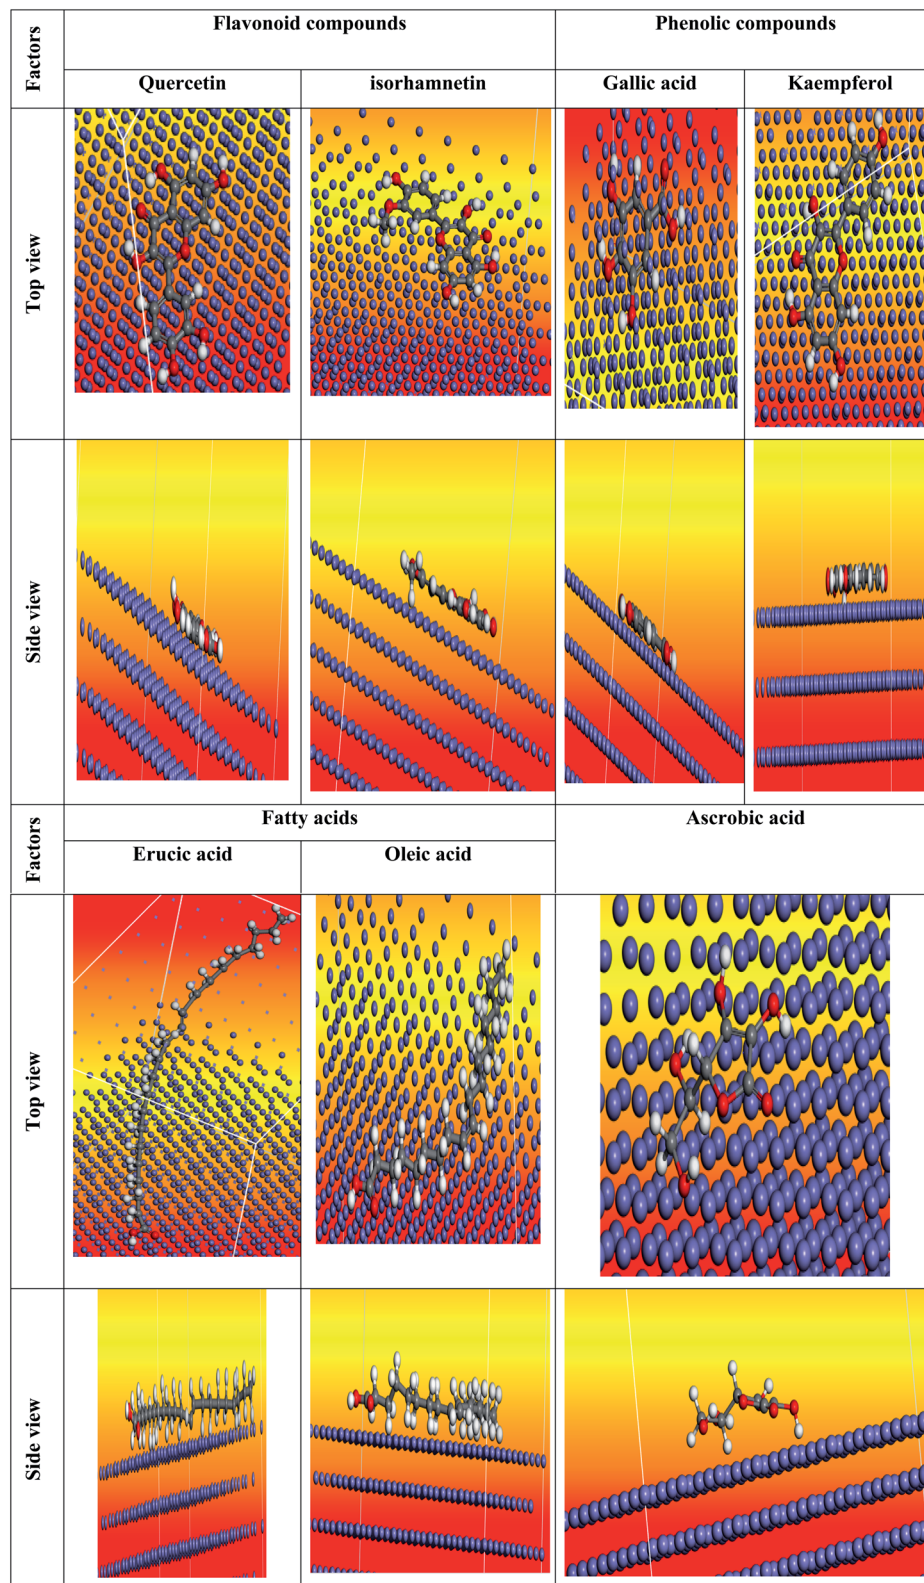 Factors
Flavonoid compounds
Phenolic compounds
Quercetin
isorhamnetin
Gallic acid
Kaempferol
Top view
Side view
Factors
Fatty acids
Ascrobic acid
Erucic acid
Oleic acid
Top view
Side view